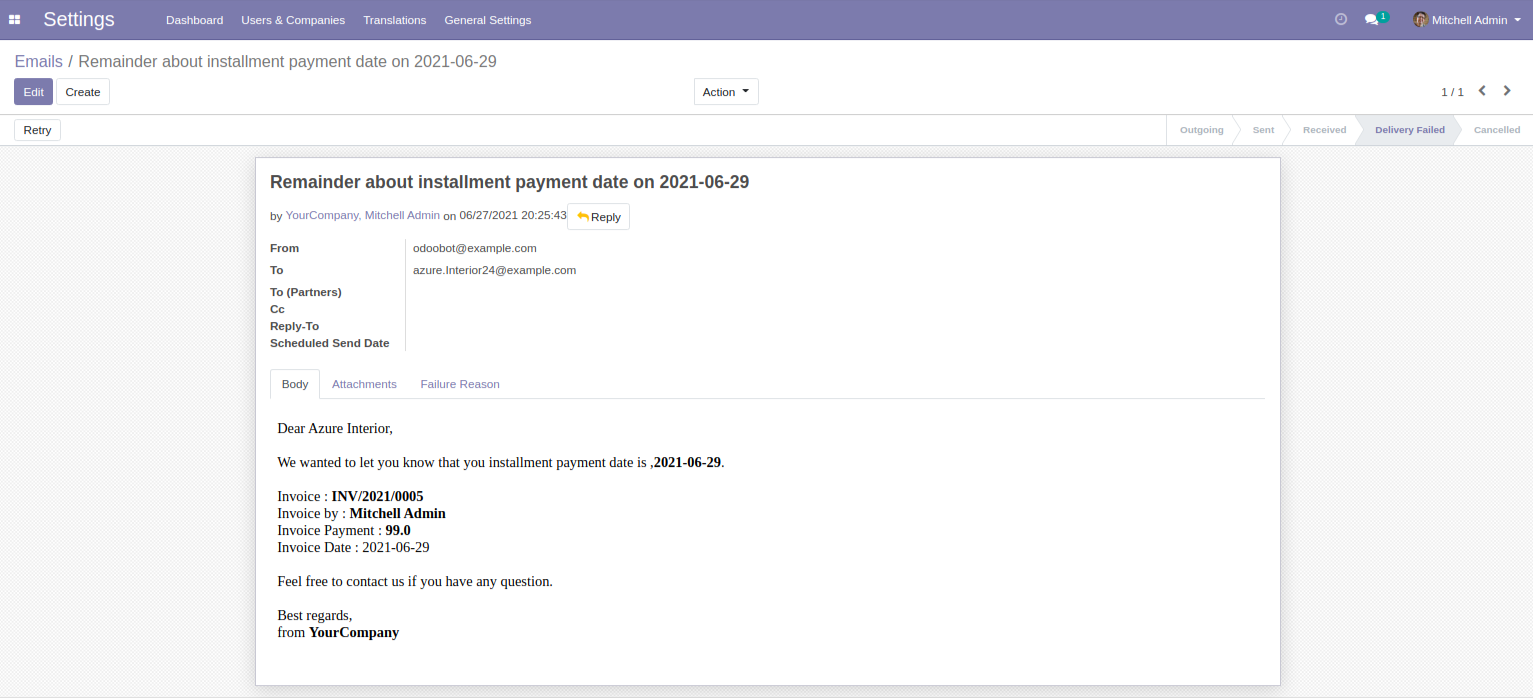 Settings Dashboard Users & Companies Translations General Settings 1 Mitchell Admin
Emails / Remainder about installment payment date on 2021-06-29
Edit Create Action 1 / 1
Retry Outgoing Sent Received Delivery Failed Cancelled
Remainder about installment payment date on 2021-06-29
by YourCompany, Mitchell Admin on 06/27/2021 20:25:43 Reply
From odoobot@example.com
To azure.Interior24@example.com
To (Partners)
Cc
Reply-To
Scheduled Send Date
Body Attachments Failure Reason
Dear Azure Interior,
We wanted to let you know that you installment payment date is ,2021-06-29.
Invoice : INV/2021/0005
Invoice by : Mitchell Admin
Invoice Payment : 99.0
Invoice Date : 2021-06-29
Feel free to contact us if you have any question.
Best regards,
from YourCompany